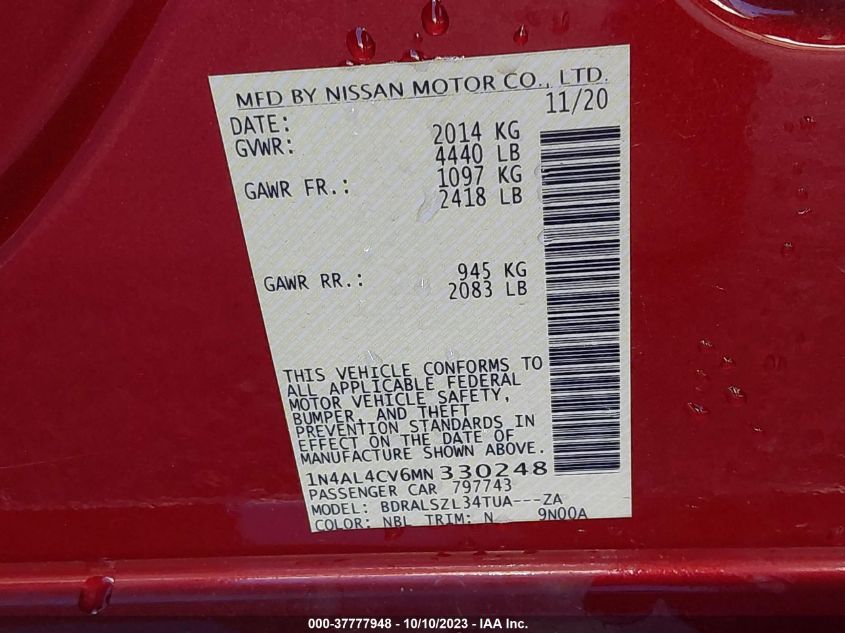 MFD BY NISSAN MOTOR CO., LTD.
DATE: 11/20
GVWR: 2014 KG
4440 LB
GAWR FR.: 1097 KG
2418 LB
GAWR RR.: 945 KG
2083 LB
THIS VEHICLE CONFORMS TO
ALL APPLICABLE FEDERAL
MOTOR VEHICLE SAFETY,
BUMPER, AND THEFT
PREVENTION STANDARDS IN
EFFECT ON THE DATE OF
MANUFACTURE SHOWN ABOVE.
1N4AL4CV6MN330248
PASSENGER CAR 797743
MODEL: BDRALSZL34TUA---ZA
COLOR: NBL TRIM: N 9N00A
000-37777948 - 10/10/2023 - IAA Inc.